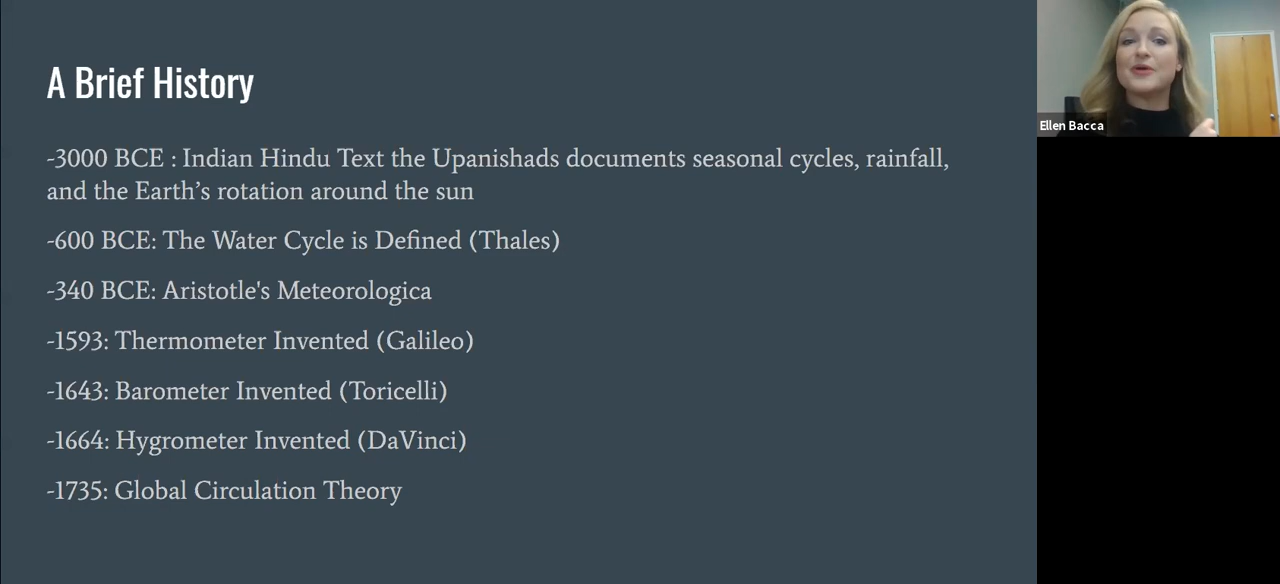 A Brief History
-3000 BCE : Indian Hindu Text the Upanishads documents seasonal cycles, rainfall,
and the Earth’s rotation around the sun
-600 BCE: The Water Cycle is Defined (Thales)
-340 BCE: Aristotle's Meteorologica
-1593: Thermometer Invented (Galileo)
-1643: Barometer Invented (Toricelli)
-1664: Hygrometer Invented (DaVinci)
-1735: Global Circulation Theory
Ellen Bacca